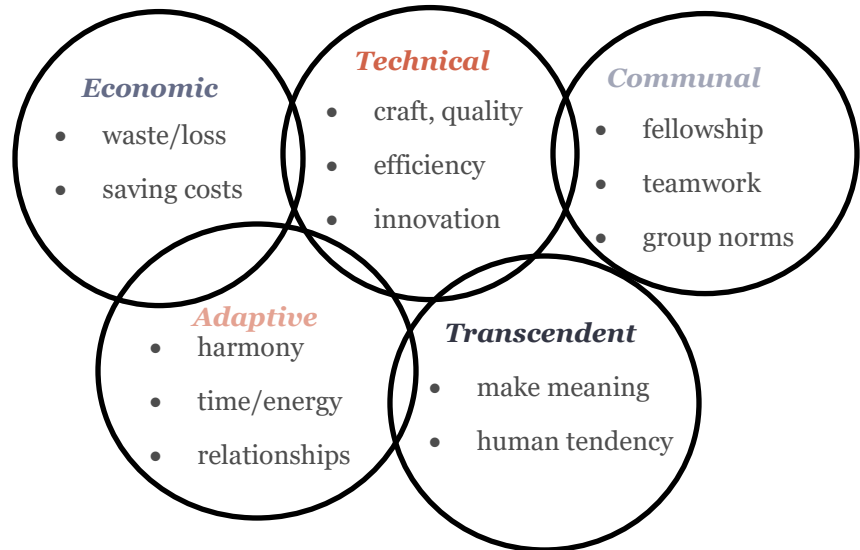 Economic
• waste/loss
• saving costs
Technical
• craft, quality
• efficiency
• innovation
Communal
• fellowship
• teamwork
• group norms
Adaptive
• harmony
• time/energy
• relationships
Transcendent
• make meaning
• human tendency